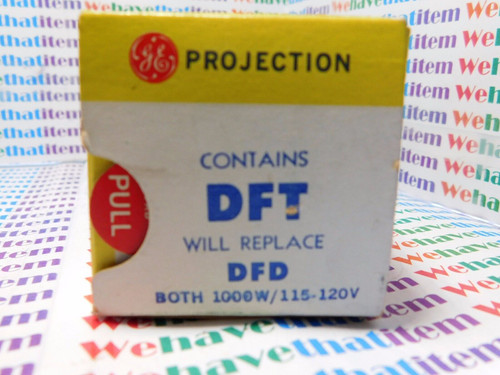 GE PROJECTION
CONTAINS
DFT
WILL REPLACE
DFD
BOTH 1000W/115-120V
PULL
Wehavethatitem